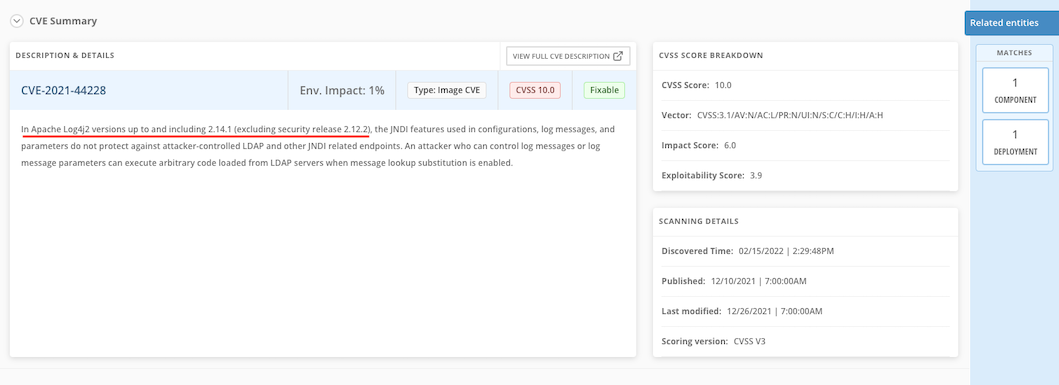 CVE Summary
Related entities
DESCRIPTION & DETAILS
VIEW FULL CVE DESCRIPTION
CVE-2021-44228
Env. Impact: 1%
Type: Image CVE
CVSS 10.0
Fixable
In Apache Log4j2 versions up to and including 2.14.1 (excluding security release 2.12.2), the JNDI features used in configurations, log messages, and
parameters do not protect against attacker-controlled LDAP and other JNDI related endpoints. An attacker who can control log messages or log
message parameters can execute arbitrary code loaded from LDAP servers when message lookup substitution is enabled.
CVSS SCORE BREAKDOWN
CVSS Score: 10.0
Vector: CVSS:3.1/AV:N/AC:L/PR:N/UI:N/S:C/C:H/I:H/A:H
Impact Score: 6.0
Exploitability Score: 3.9
SCANNING DETAILS
Discovered Time: 02/15/2022 | 2:29:48PM
Published: 12/10/2021 | 7:00:00AM
Last modified: 12/26/2021 | 7:00:00AM
Scoring version: CVSS V3
MATCHES
1
COMPONENT
1
DEPLOYMENT